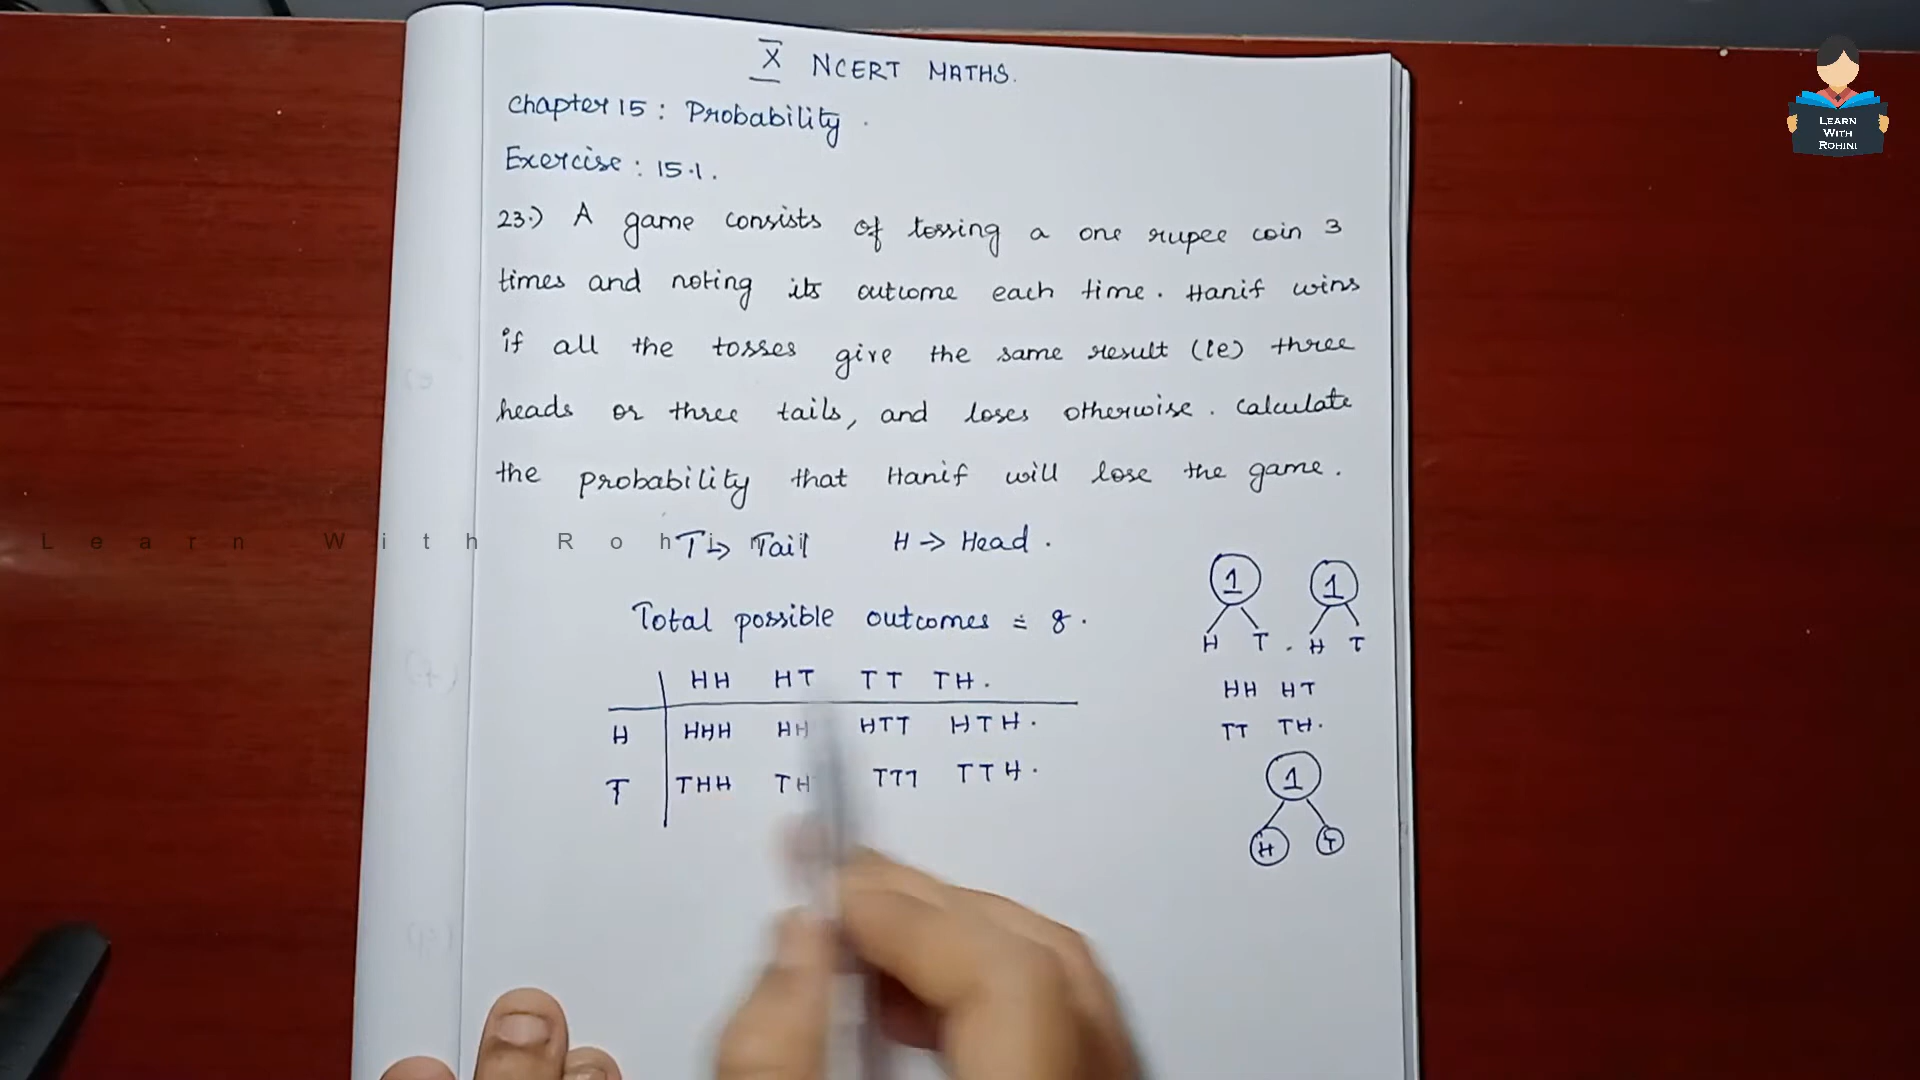 X NCERT MATHS.
Chapter 15 : Probability.
Exercise : 15.1.
23.) A game consists of tossing a one rupee coin 3
times and noting its outcome each time. Hanif wins
if all the tosses give the same result (ie) three
heads or three tails, and loses otherwise. Calculate
the probability that Hanif will lose the game.
T → Tail H → Head.
Total possible outcomes = 8.
HH HT TT TH.
H HHH HH HTT HTH.
T THH TH TTT TTH.
1 1
H T . H T
HH HT
TT TH.
1
H T
LEARN
WITH
ROHINI
Learn With Rohini